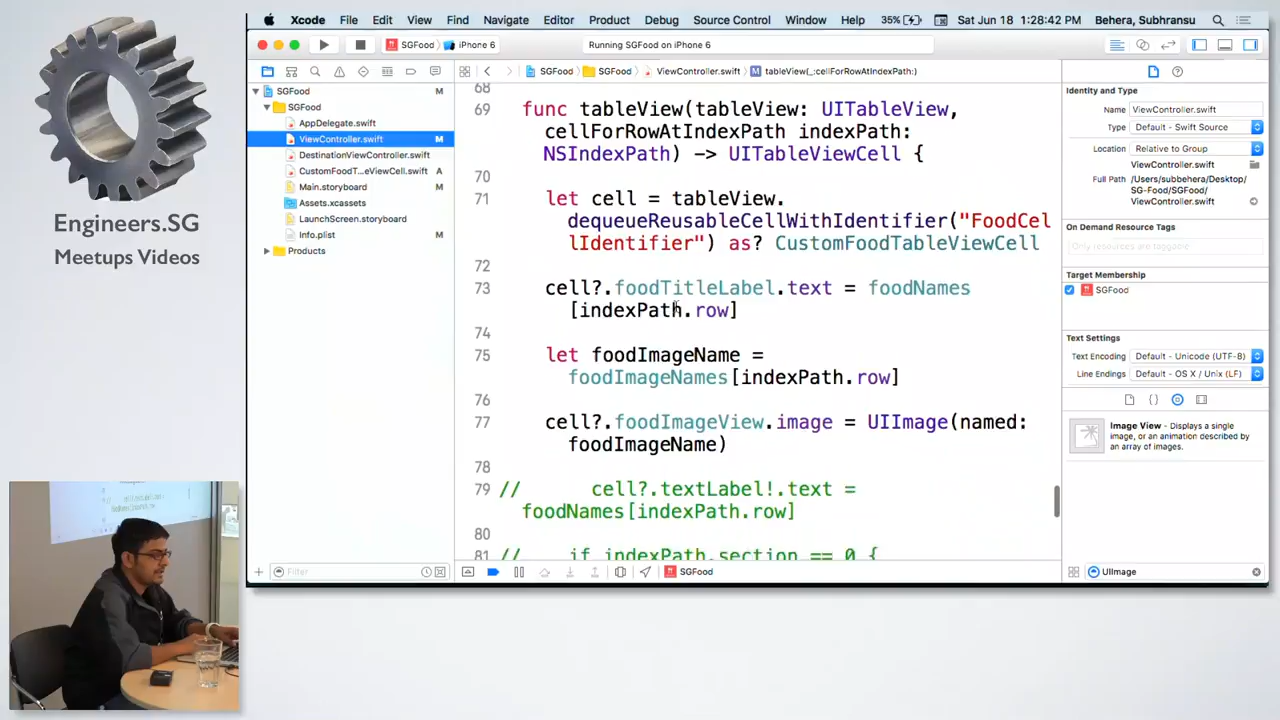 Xcode File Edit View Find Navigate Editor Product Debug Source Control Window Help 35% Sat Jun 18 1:28:42 PM Behera, Subhransu
SGFood iPhone 6 Running SGFood on iPhone 6
SGFood SGFood ViewController.swift tableView(_:cellForRowAtIndexPath:)
SGFood M
SGFood
AppDelegate.swift
ViewController.swift M
DestinationViewController.swift
CustomFoodT...eViewCell.swift A
Main.storyboard M
Assets.xcassets
LaunchScreen.storyboard
Info.plist M
Products
Filter
68
69 func tableView(tableView: UITableView,
cellForRowAtIndexPath indexPath:
NSIndexPath) -> UITableViewCell {
70
71 let cell = tableView.
dequeueReusableCellWithIdentifier("FoodCel
lIdentifier") as? CustomFoodTableViewCell
72
73 cell?.foodTitleLabel.text = foodNames
[indexPath.row]
74
75 let foodImageName =
foodImageNames[indexPath.row]
76
77 cell?.foodImageView.image = UIImage(named:
foodImageName)
78
79 // cell?.textLabel!.text =
foodNames[indexPath.row]
80
81 // if indexPath.section == 0 {
SGFood
Identity and Type
Name ViewController.swift
Type Default - Swift Source
Location Relative to Group
ViewController.swift
Full Path /Users/subbehera/Desktop/
SG-Food/SGFood/
ViewController.swift
On Demand Resource Tags
Only resources are taggable
Target Membership
SGFood
Text Settings
Text Encoding Default - Unicode (UTF-8)
Line Endings Default - OS X / Unix (LF)
Image View - Displays a single
image, or an animation described by
an array of images.
UIImage
Engineers.SG
Meetups Videos